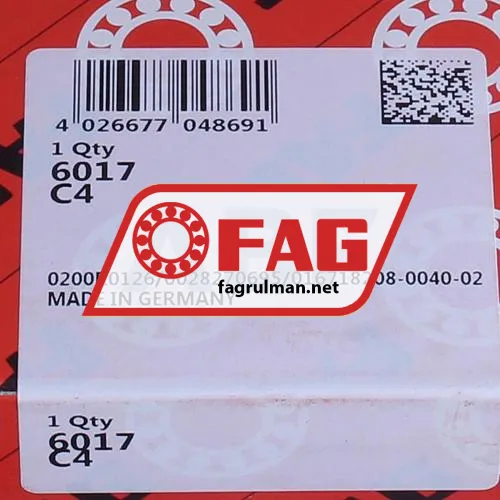 4 026677 048691
1 Qty
6017
C4
FAG
fagrulman.net
MADE IN GERMANY
1 Qty
6017
C4